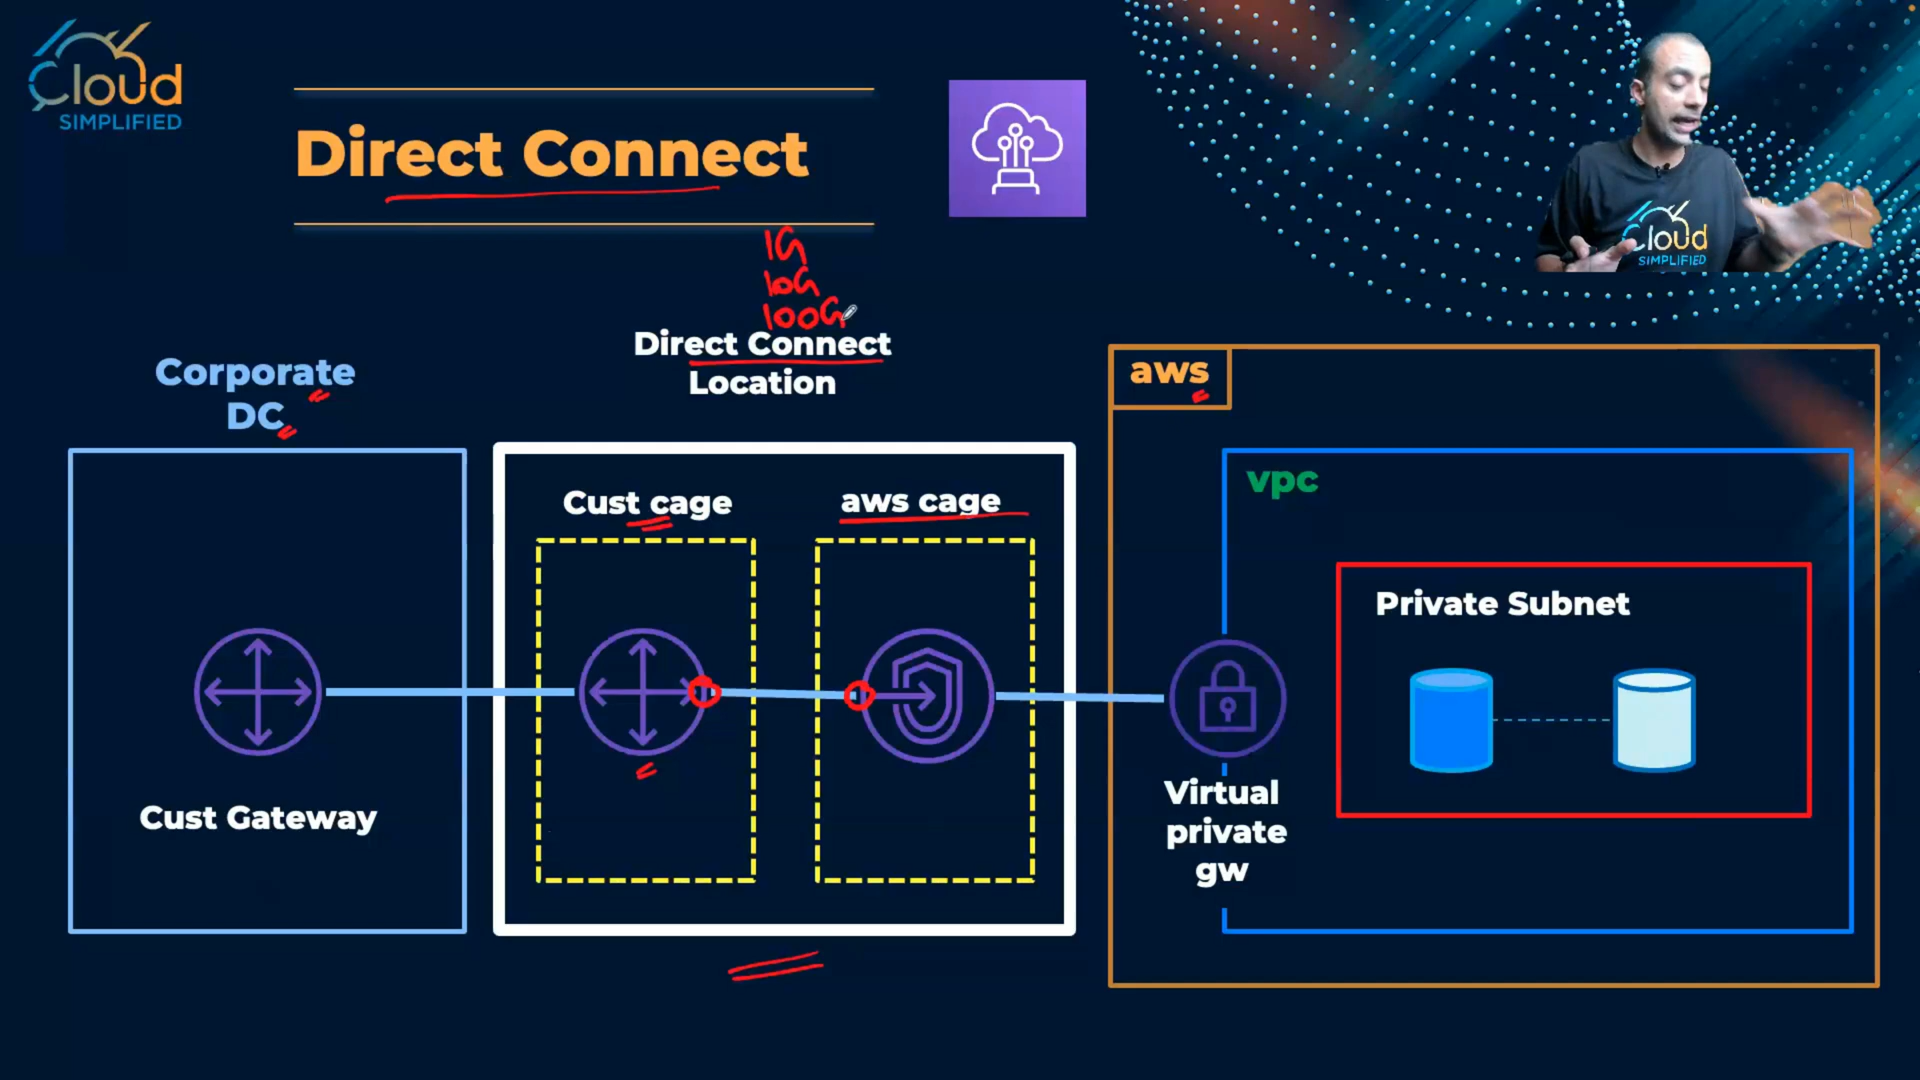 Cloud
SIMPLIFIED
Direct Connect
1G
10G
100G
Direct Connect
Location
Corporate
DC
aws
Cust cage
aws cage
vpc
Private Subnet
Cust Gateway
Virtual
private
gw
Cloud
SIMPLIFIED